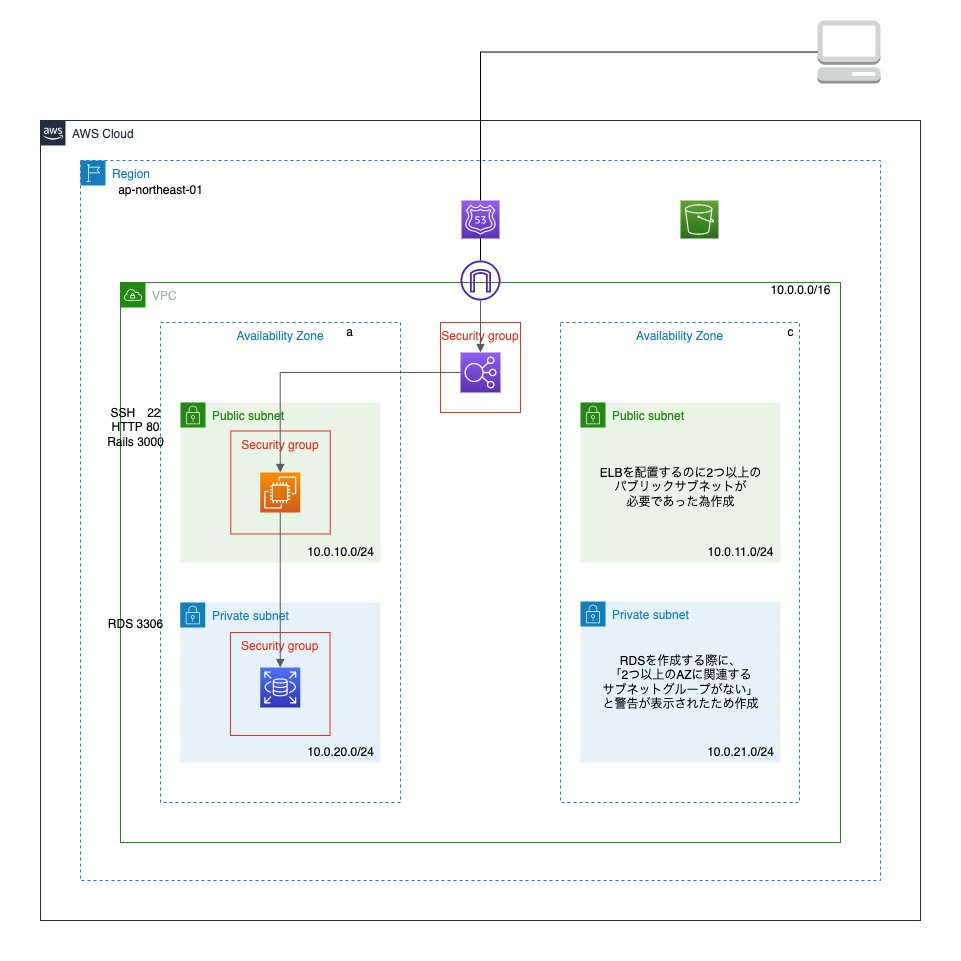 aws
AWS Cloud
Region
ap-northeast-01
53
VPC
10.0.0.0/16
Availability Zone
a
Security group
Availability Zone
c
SSH 22
HTTP 80
Rails 3000
Public subnet
Security group
10.0.10.0/24
Public subnet
ELBを配置するのに2つ以上の
パブリックサブネットが
必要であった為作成
10.0.11.0/24
RDS 3306
Private subnet
Security group
10.0.20.0/24
Private subnet
RDSを作成する際に、
「2つ以上のAZに関連する
サブネットグループがない」
と警告が表示されたため作成
10.0.21.0/24